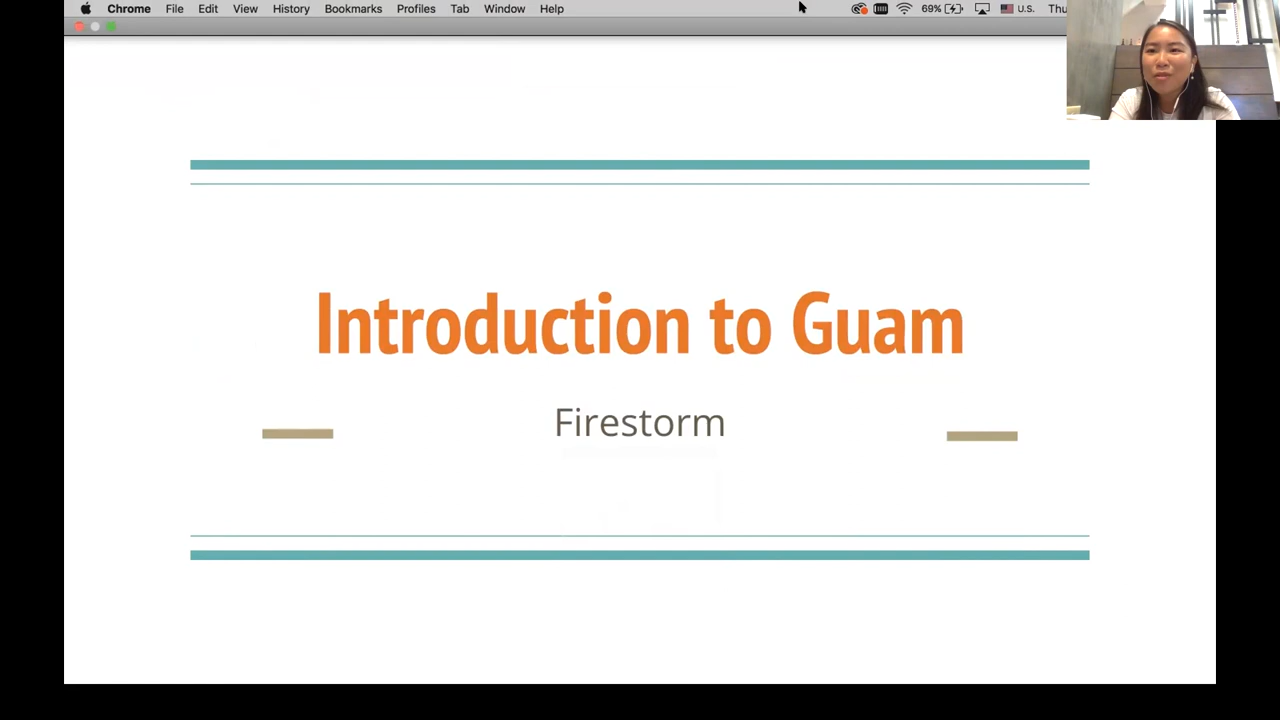 Chrome File Edit View History Bookmarks Profiles Tab Window Help 69% U.S. Thu
Introduction to Guam
Firestorm